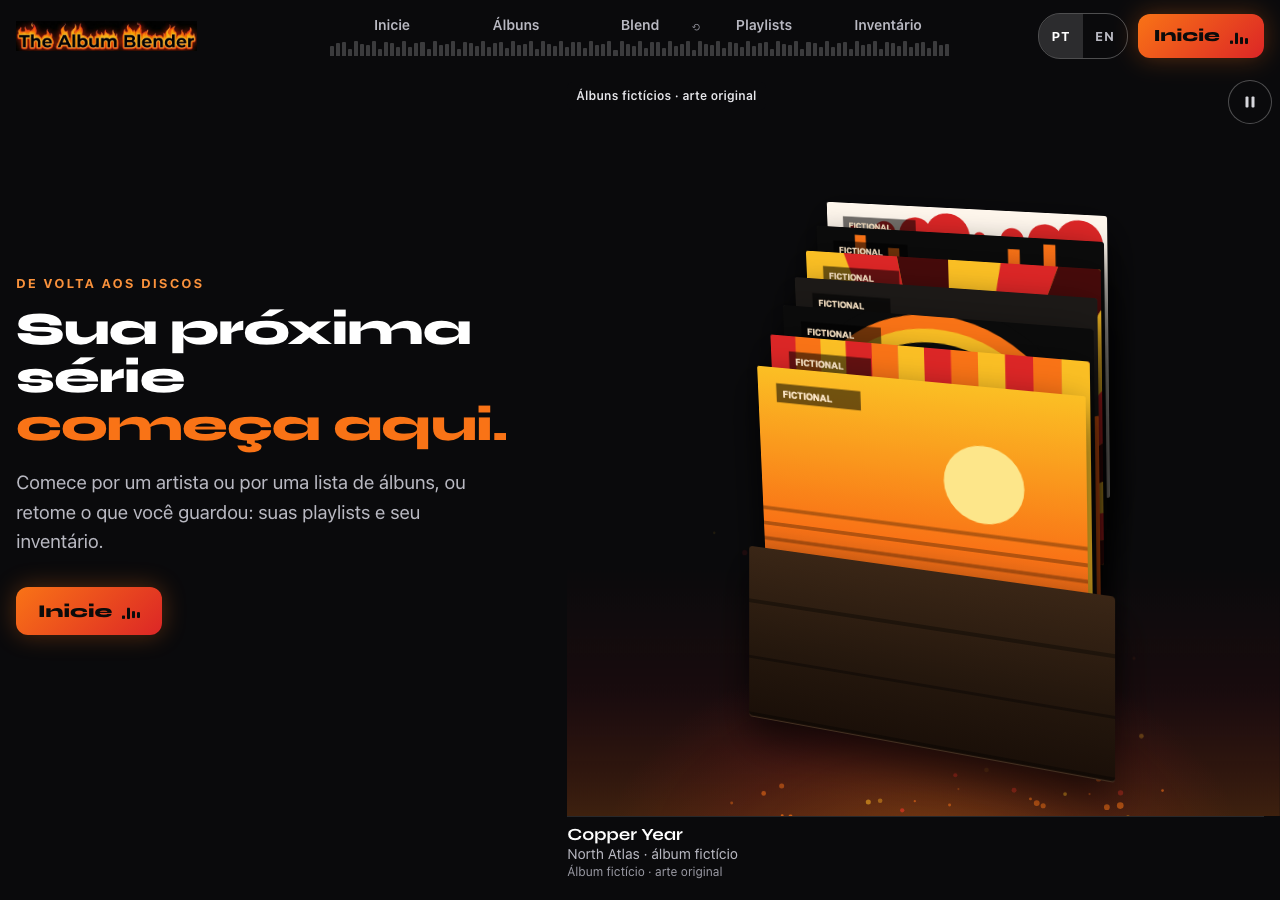 The Album Blender
Inicie
Álbuns
Blend
Playlists
Inventário
PT
EN
Inicie
Álbuns fictícios · arte original
DE VOLTA AOS DISCOS
Sua próxima
série
começa aqui.
Comece por um artista ou por uma lista de álbuns, ou
retome o que você guardou: suas playlists e seu
inventário.
Inicie
FICTIONAL
FICTIONAL
FICTIONAL
FICTIONAL
FICTIONAL
FICTIONAL
FICTIONAL
Copper Year
North Atlas · álbum fictício
Álbum fictício · arte original